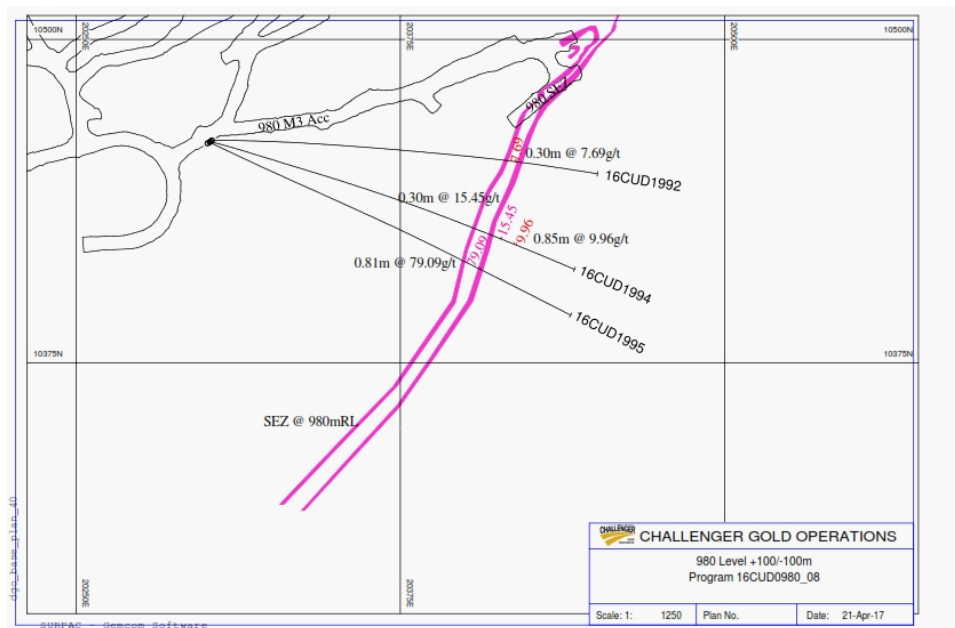 10500N
20250E
20375E
20500E
10500N
980 SEZ
980 M3 Acc
7.69
0.30m @ 7.69g/t
16CUD1992
0.30m @ 15.45g/t
15.45
9.96
0.85m @ 9.96g/t
79.09
0.81m @ 79.09g/t
16CUD1994
16CUD1995
10375N
10375N
SEZ @ 980mRL
dgo_base_plan_40
20250E
20375E
CHALLENGER
CHALLENGER GOLD OPERATIONS
980 Level +100/-100m
Program 16CUD0980_08
Scale: 1: 1250 Plan No. Date: 21-Apr-17
SURPAC - Gemcom Software